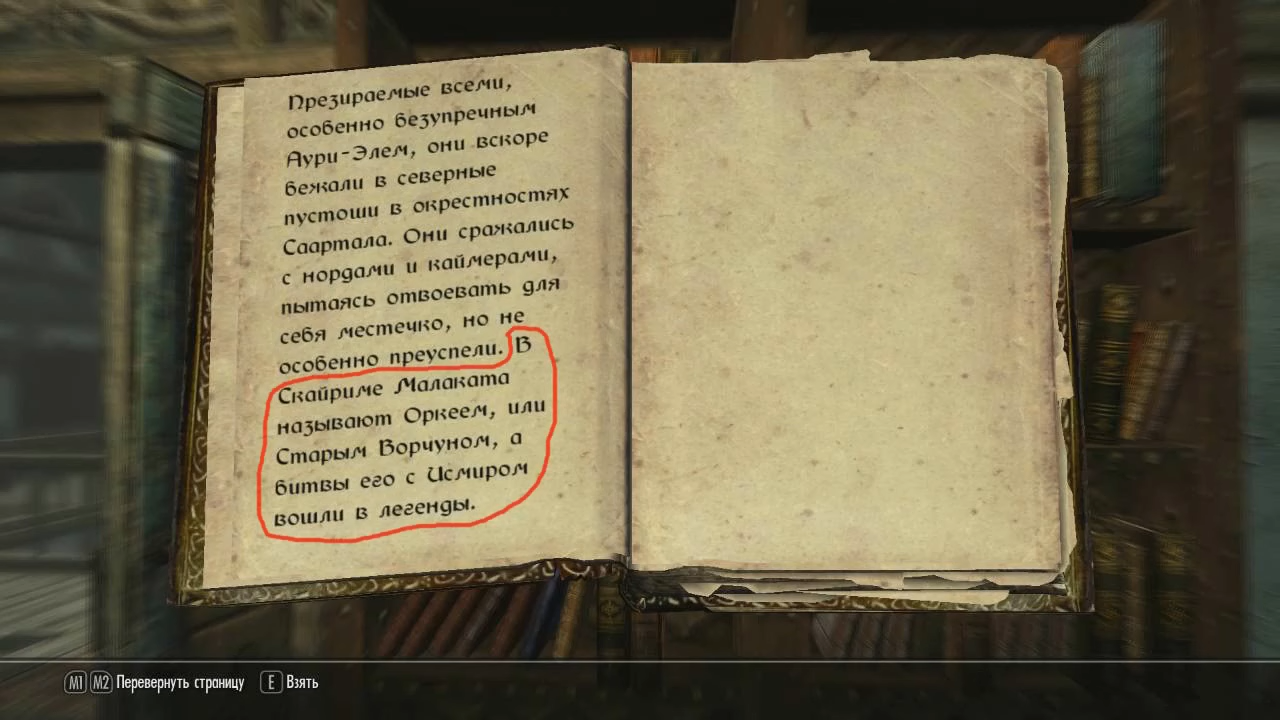 Презираемые всеми,
особенно безупречным
Аури-Элем, они вскоре
бежали в северные
пустоши в окрестностях
Саартала. Они сражались
с нордами и каймерами,
пытаясь отвоевать для
себя местечко, но не
особенно преуспели. В
Скайриме Малаката
называют Оркеем, или
Старым Ворчуном, а
битвы его с Исмиром
вошли в легенды.
M1 M2 Перевернуть страницу E Взять